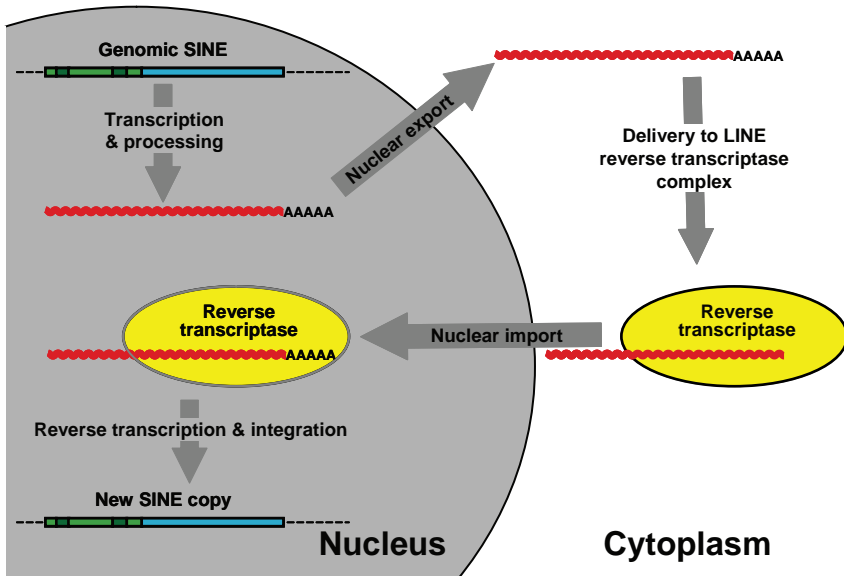 Genomic SINE
Transcription
& processing
AAAAA
Nuclear export
AAAAA
Delivery to LINE
reverse transcriptase
complex
Reverse
transcriptase
Nuclear import
Reverse
transcriptase
AAAAA
Reverse transcription & integration
New SINE copy
Nucleus
Cytoplasm